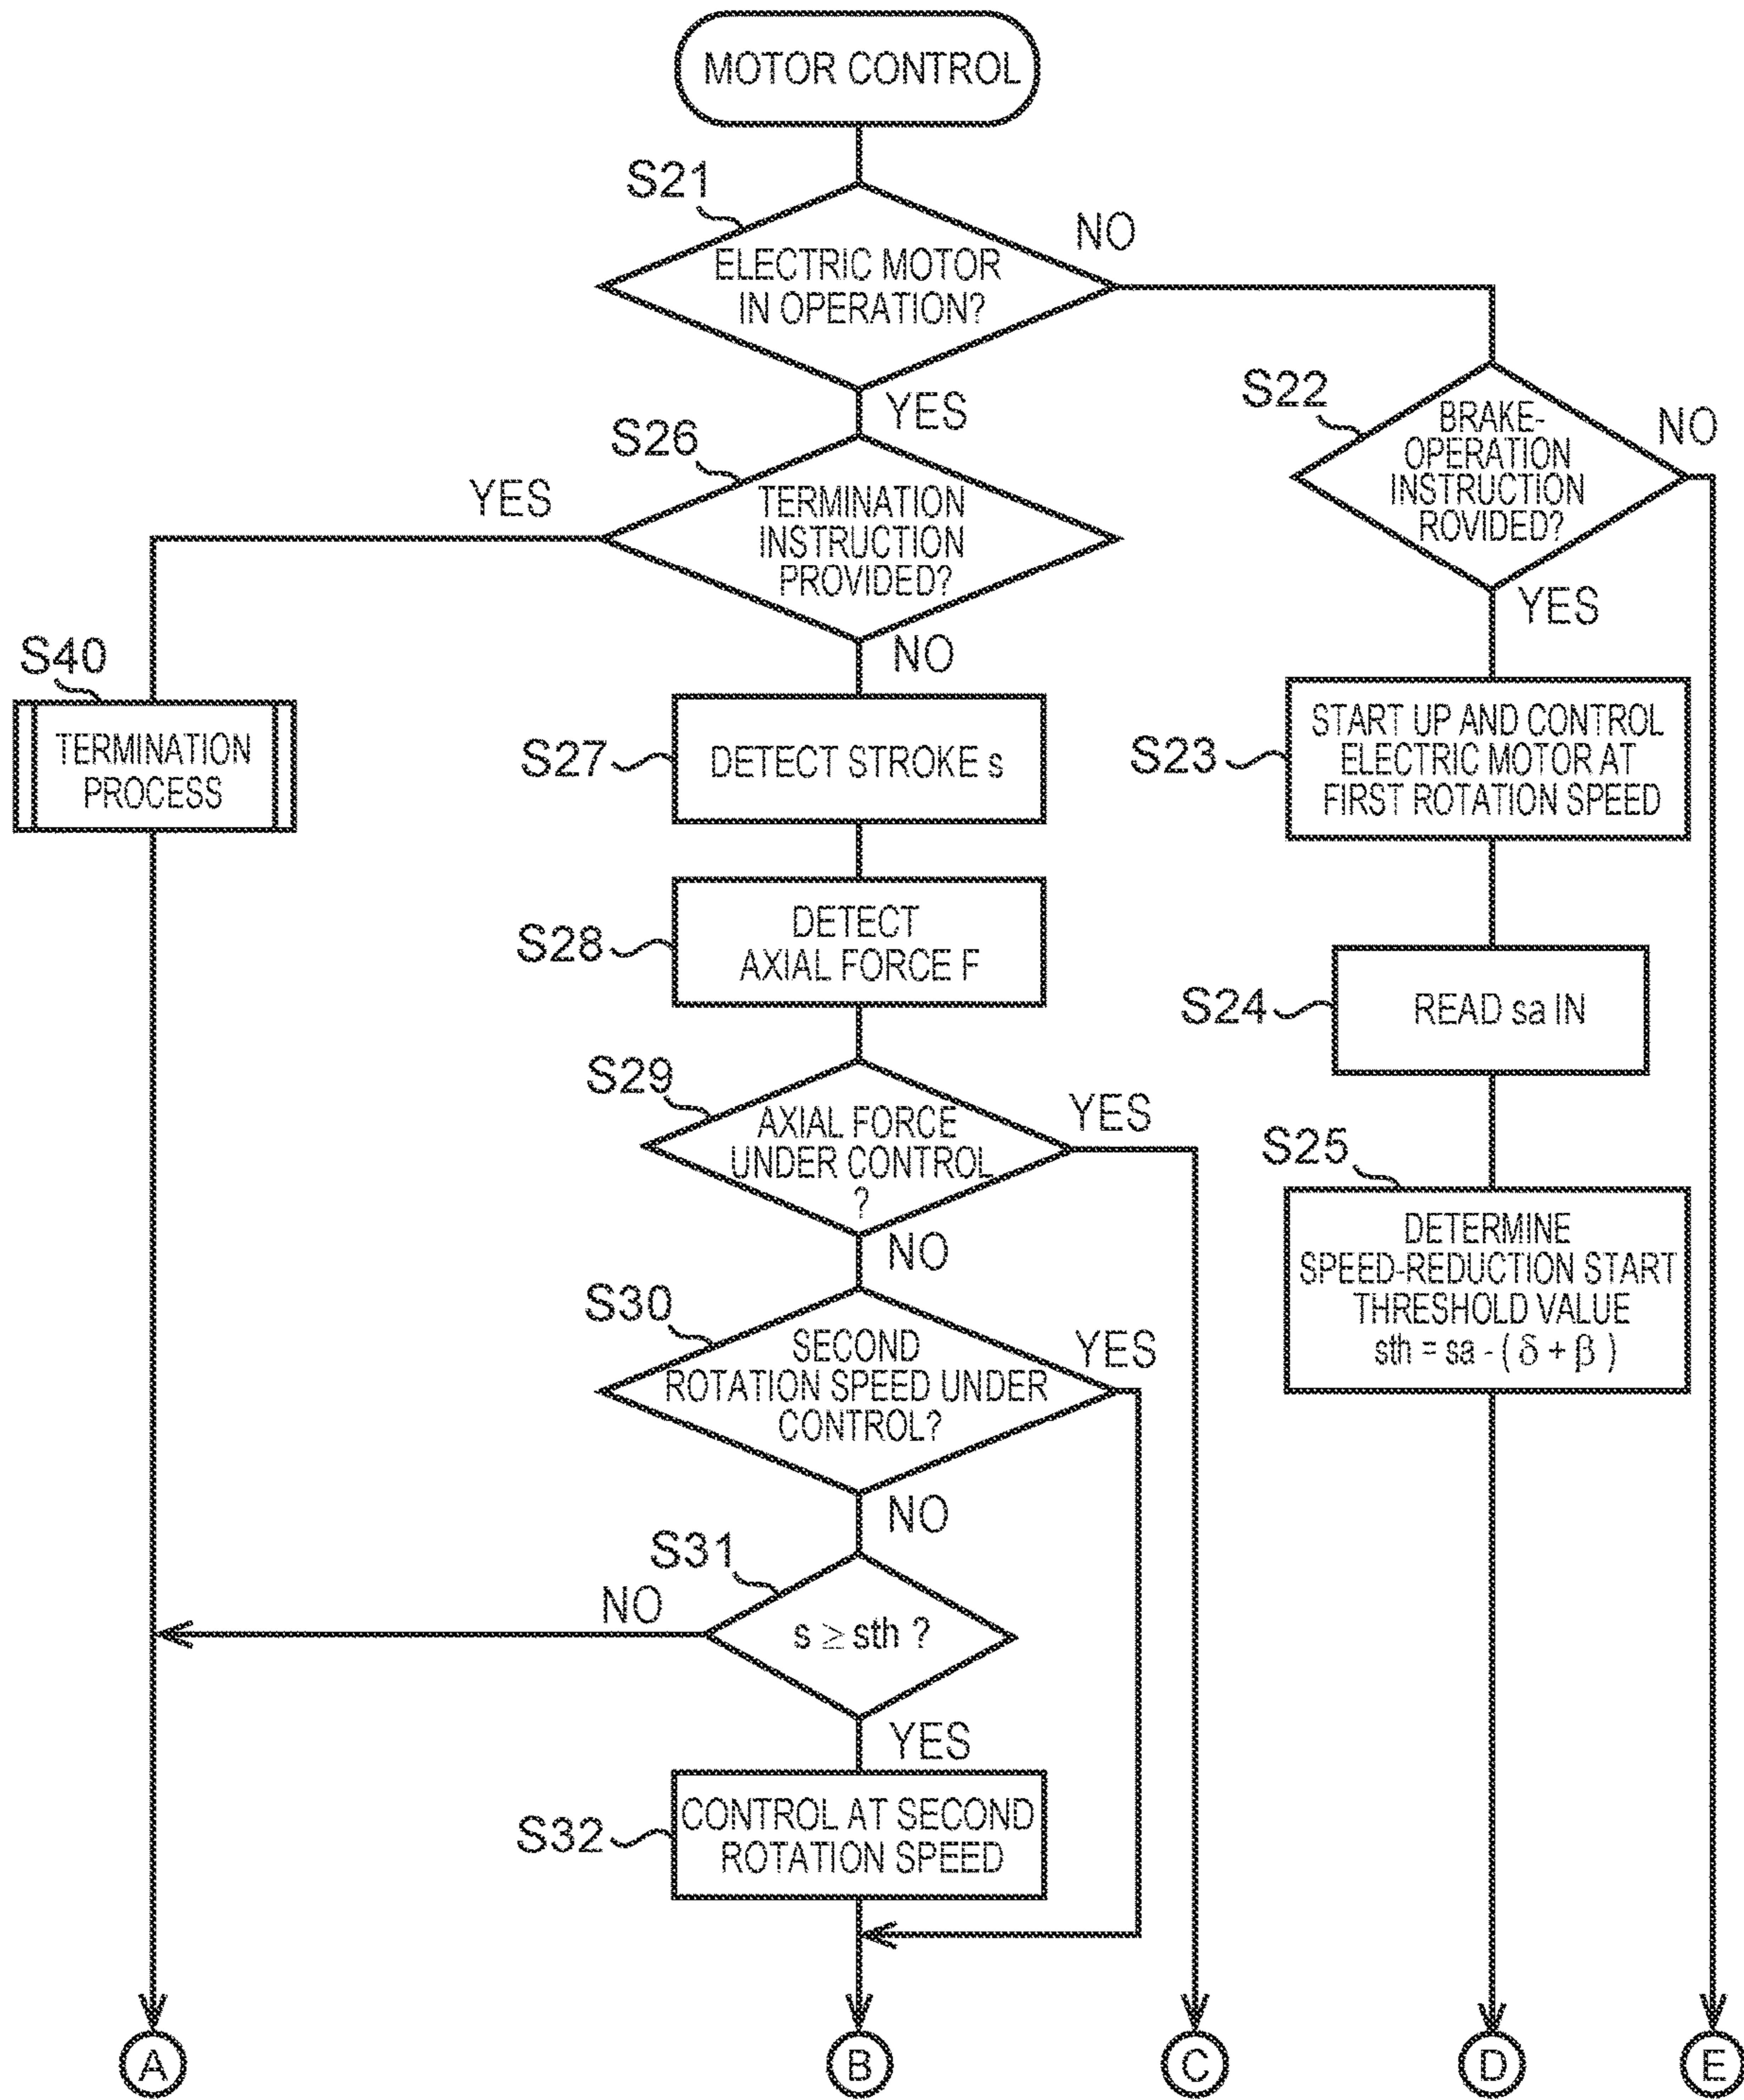 MOTOR CONTROL
S21
ELECTRIC MOTOR
IN OPERATION?
NO
YES
S22
BRAKE-
OPERATION
INSTRUCTION
ROVIDED?
NO
YES
S26
TERMINATION
INSTRUCTION
PROVIDED?
YES
NO
S40
TERMINATION
PROCESS
S27
DETECT STROKE s
S23
START UP AND CONTROL
ELECTRIC MOTOR AT
FIRST ROTATION SPEED
S28
DETECT
AXIAL FORCE F
S24
READ sa IN
S29
AXIAL FORCE
UNDER CONTROL
?
YES
NO
S25
DETERMINE
SPEED-REDUCTION START
THRESHOLD VALUE
sth = sa - ( δ + β )
S30
SECOND
ROTATION SPEED UNDER
CONTROL?
YES
NO
S31
s ≥ sth ?
NO
YES
S32
CONTROL AT SECOND
ROTATION SPEED
A
B
C
D
E